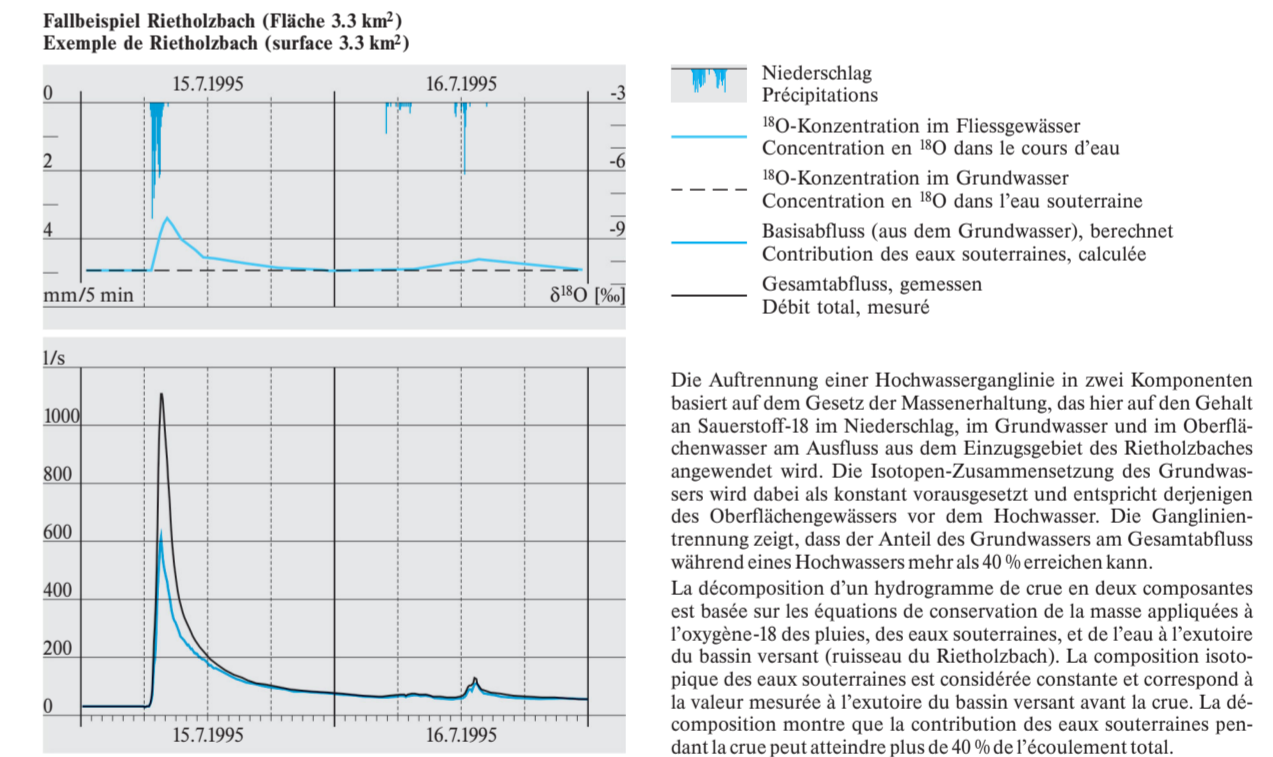 Fallbeispiel Rietholzbach (Fläche 3.3 km²)
Exemple de Rietholzbach (surface 3.3 km²)
15.7.1995 16.7.1995
0 -3
2 -6
4 -9
mm/5 min δ¹⁸O [‰]
l/s
1000
800
600
400
200
0
15.7.1995 16.7.1995
Niederschlag
Précipitations
¹⁸O-Konzentration im Fliessgewässer
Concentration en ¹⁸O dans le cours d'eau
¹⁸O-Konzentration im Grundwasser
Concentration en ¹⁸O dans l'eau souterraine
Basisabfluss (aus dem Grundwasser), berechnet
Contribution des eaux souterraines, calculée
Gesamtabfluss, gemessen
Débit total, mesuré
Die Auftrennung einer Hochwasserganglinie in zwei Komponenten
basiert auf dem Gesetz der Massenerhaltung, das hier auf den Gehalt
an Sauerstoff-18 im Niederschlag, im Grundwasser und im Oberflä-
chenwasser am Ausfluss aus dem Einzugsgebiet des Rietholzbaches
angewendet wird. Die Isotopen-Zusammensetzung des Grundwas-
sers wird dabei als konstant vorausgesetzt und entspricht derjenigen
des Oberflächengewässers vor dem Hochwasser. Die Ganglinien-
trennung zeigt, dass der Anteil des Grundwassers am Gesamtabfluss
während eines Hochwassers mehr als 40 % erreichen kann.
La décomposition d'un hydrogramme de crue en deux composantes
est basée sur les équations de conservation de la masse appliquées à
l'oxygène-18 des pluies, des eaux souterraines, et de l'eau à l'exutoire
du bassin versant (ruisseau du Rietholzbach). La composition isoto-
pique des eaux souterraines est considérée constante et correspond à
la valeur mesurée à l'exutoire du bassin versant avant la crue. La dé-
composition montre que la contribution des eaux souterraines pen-
dant la crue peut atteindre plus de 40 % de l'écoulement total.